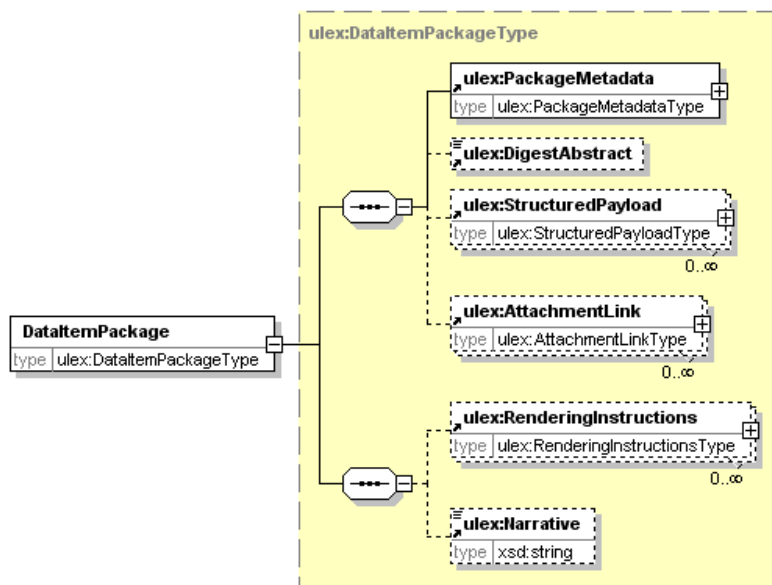 ulex:DataItemPackageType
ulex:PackageMetadata
type ulex:PackageMetadataType
ulex:DigestAbstract
ulex:StructuredPayload
type ulex:StructuredPayloadType
0..∞
ulex:AttachmentLink
type ulex:AttachmentLinkType
0..∞
DataItemPackage
type ulex:DataItemPackageType
ulex:RenderingInstructions
type ulex:RenderingInstructionsType
0..∞
ulex:Narrative
type xsd:string